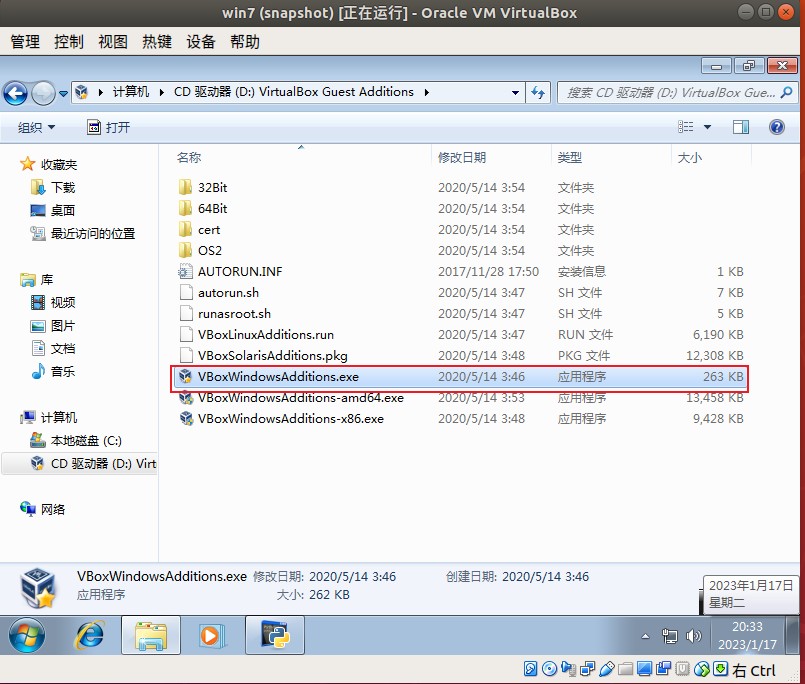 win7 (snapshot) [正在运行] - Oracle VM VirtualBox
管理 控制 视图 热键 设备 帮助
计算机 CD 驱动器 (D:) VirtualBox Guest Additions 搜索 CD 驱动器 (D:) VirtualBox Gue...
组织 打开
名称 修改日期 类型 大小
收藏夹
下载
桌面
最近访问的位置
库
视频
图片
文档
音乐
计算机
本地磁盘 (C:)
CD 驱动器 (D:) Virt
网络
32Bit 2020/5/14 3:54 文件夹
64Bit 2020/5/14 3:54 文件夹
cert 2020/5/14 3:54 文件夹
OS2 2020/5/14 3:54 文件夹
AUTORUN.INF 2017/11/28 17:50 安装信息 1 KB
autorun.sh 2020/5/14 3:47 SH 文件 7 KB
runasroot.sh 2020/5/14 3:47 SH 文件 5 KB
VBoxLinuxAdditions.run 2020/5/14 3:47 RUN 文件 6,190 KB
VBoxSolarisAdditions.pkg 2020/5/14 3:48 PKG 文件 12,308 KB
VBoxWindowsAdditions.exe 2020/5/14 3:46 应用程序 263 KB
VBoxWindowsAdditions-amd64.exe 2020/5/14 3:53 应用程序 13,458 KB
VBoxWindowsAdditions-x86.exe 2020/5/14 3:48 应用程序 9,428 KB
VBoxWindowsAdditions.exe 修改日期: 2020/5/14 3:46 创建日期: 2020/5/14 3:46
应用程序 大小: 262 KB
2023年1月17日
星期二
20:33
2023/1/17
右 Ctrl